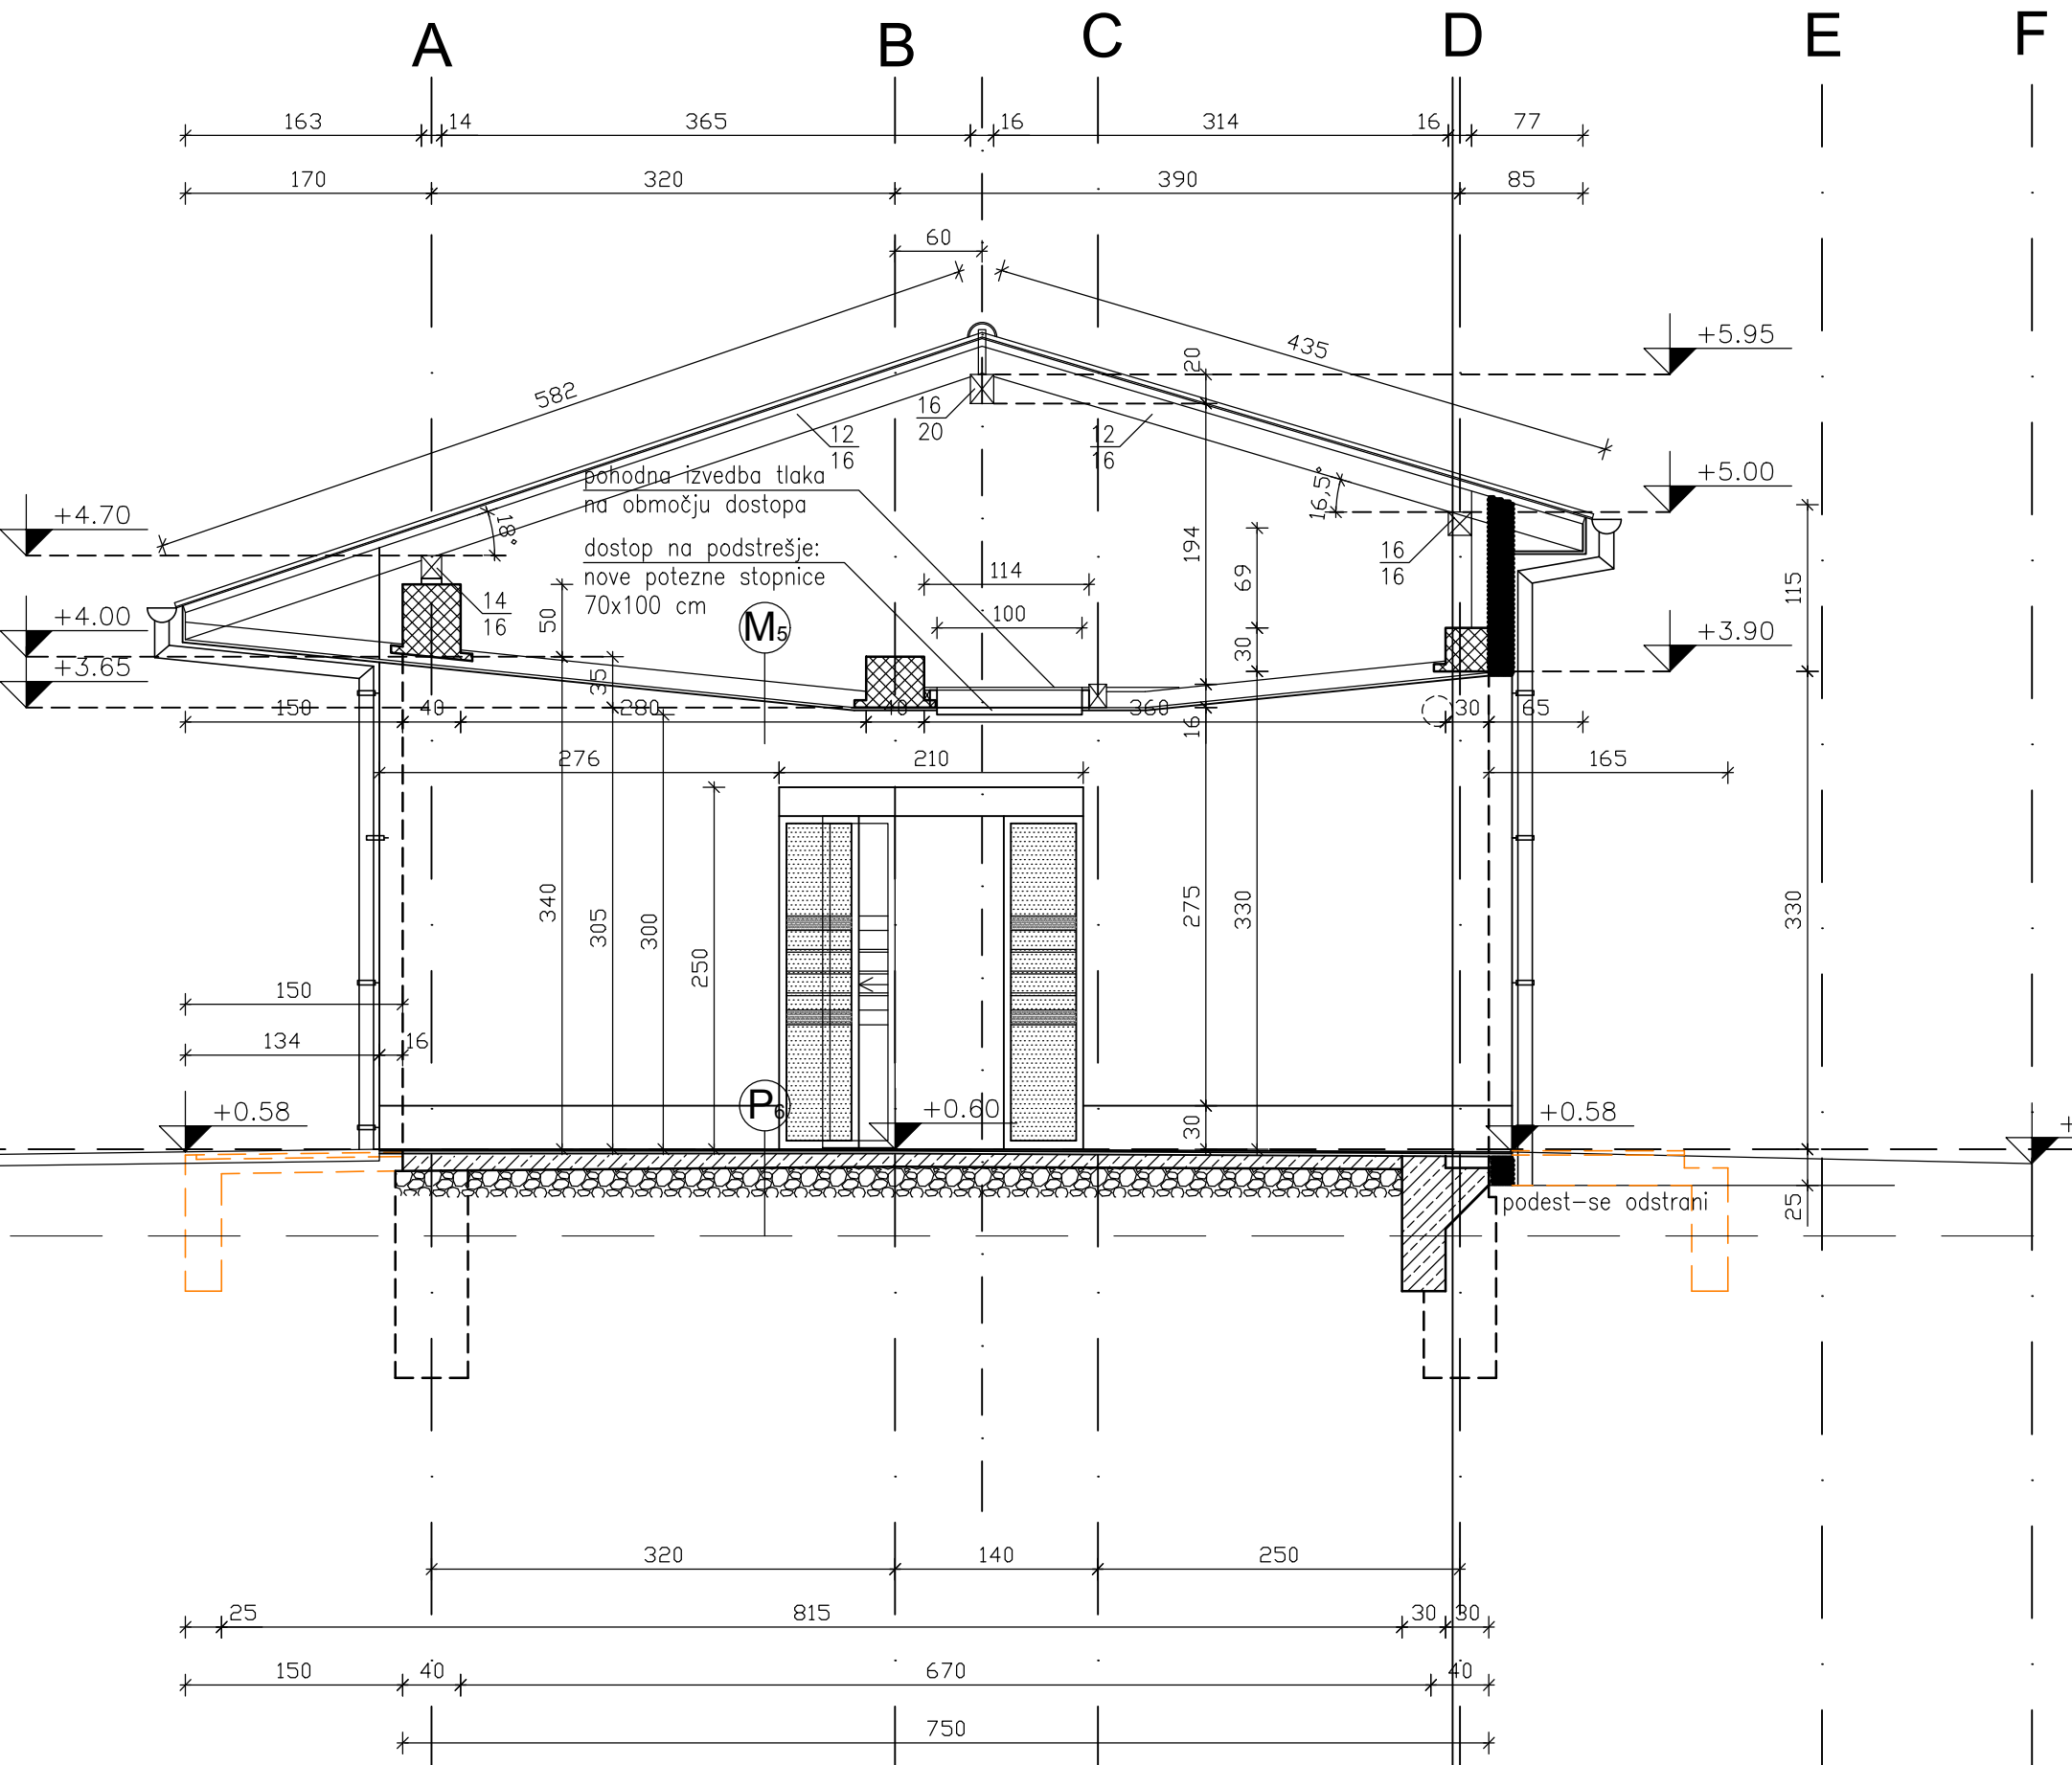 A B C D E F
163 14 365 16 314 16 77
170 320 390 85
60
582 435
20
+5.95
16
20
12
16
12
16
pohodna izvedba tlaka
na območju dostopa
18°
16,5°
+5.00
+4.70
dostop na podstrešje:
nove potezne stopnice
70x100 cm
14
16
16
16
194
114
69
115
50
M5
100
+4.00
+3.90
30
+3.65
35
150 40 280 40 360 30 65
16
276 210 165
340
305
300
250
275
330
330
150
134 16
+0.58
P6
+0.60
30
+0.58
podest-se odstrani
25
320 140 250
25 815 30 30
150 40 670 40
750